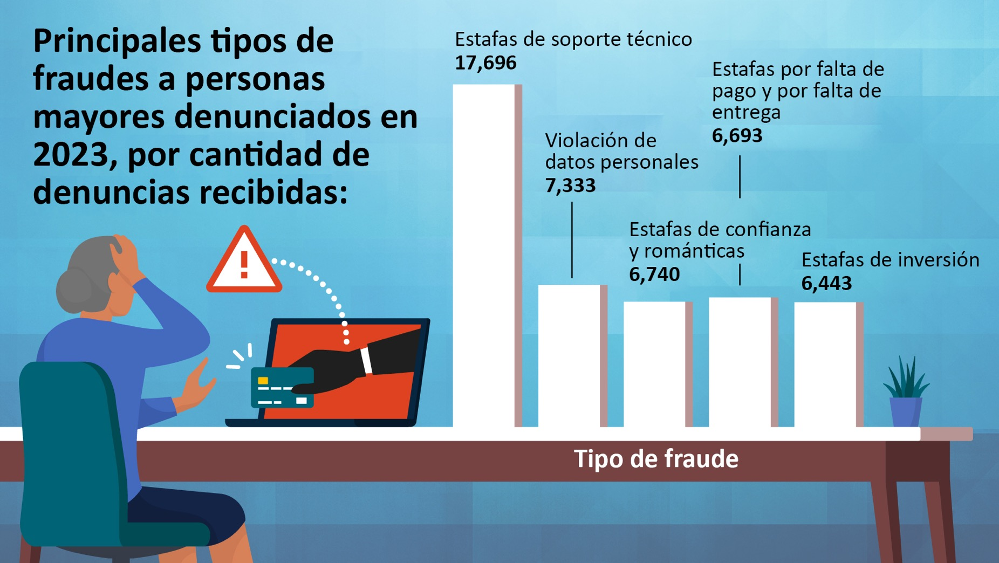 Principales tipos de
fraudes a personas
mayores denunciados en
2023, por cantidad de
denuncias recibidas:
Estafas de soporte técnico
17,696
Violación de
datos personales
7,333
Estafas de confianza
y románticas
6,740
Estafas por falta de
pago y por falta de
entrega
6,693
Estafas de inversión
6,443
Tipo de fraude